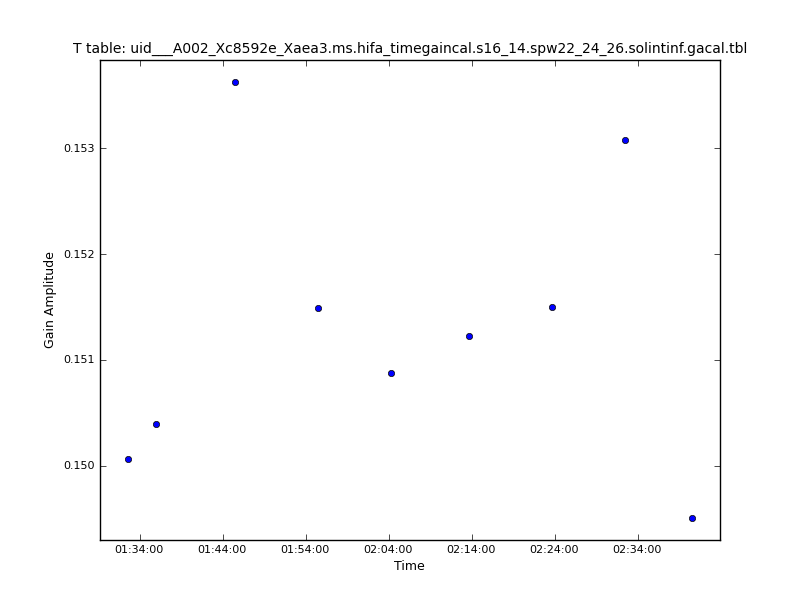 T table: uid___A002_Xc8592e_Xaea3.ms.hifa_timegaincal.s16_14.spw22_24_26.solintinf.gacal.tbl
0.153
0.152
Gain Amplitude
0.151
0.150
01:34:00 01:44:00 01:54:00 02:04:00 02:14:00 02:24:00 02:34:00
Time